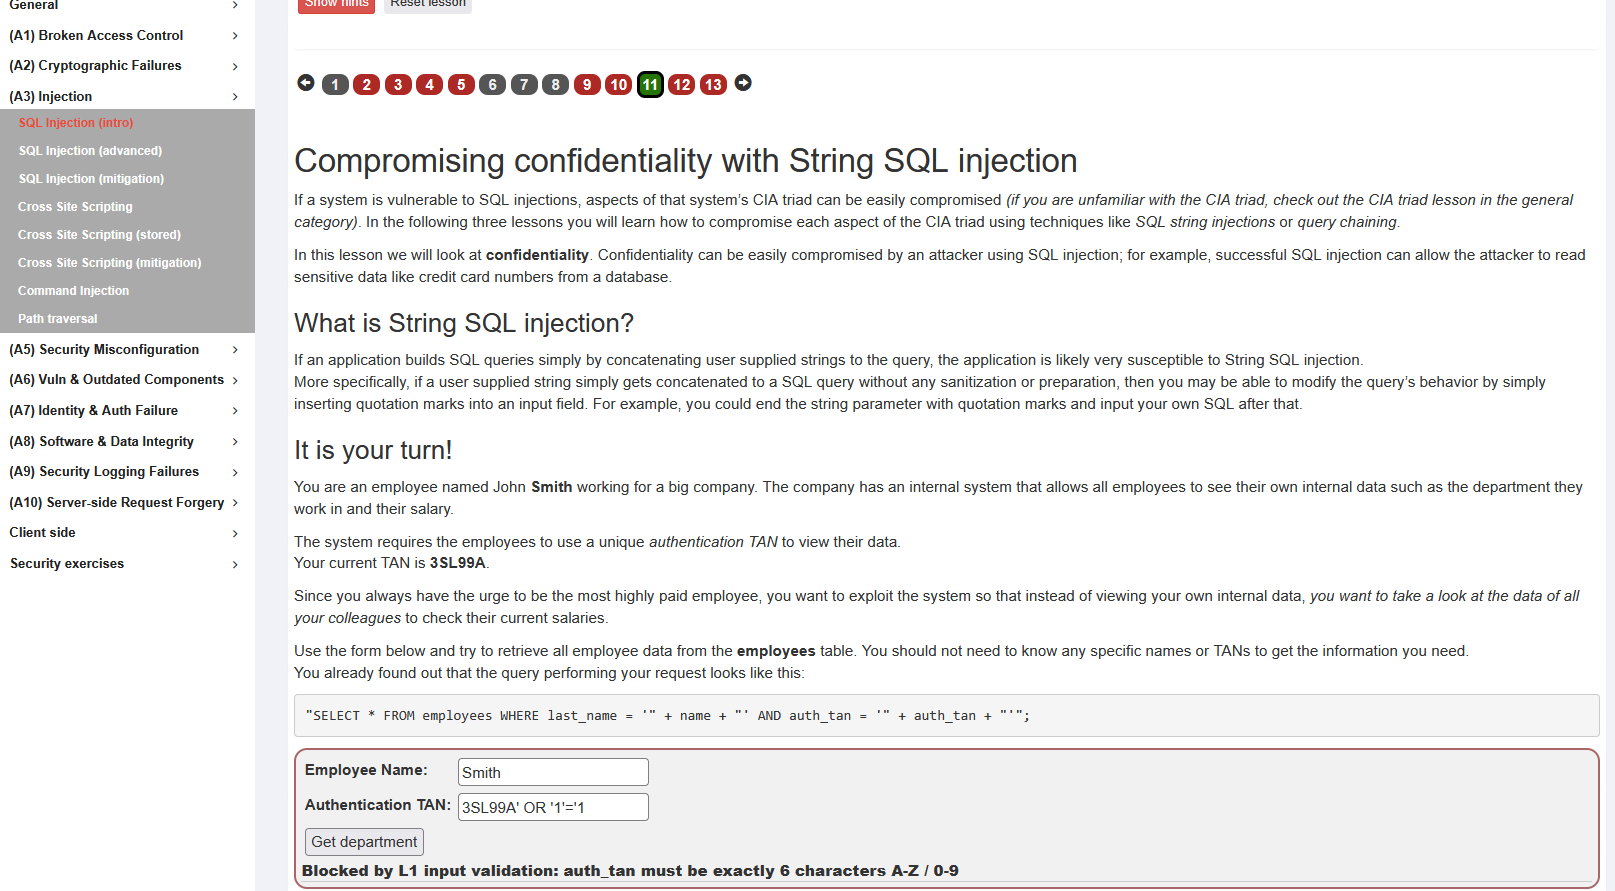 General
Show hints
Reset lesson
(A1) Broken Access Control
(A2) Cryptographic Failures
(A3) Injection
SQL Injection (intro)
SQL Injection (advanced)
SQL Injection (mitigation)
Cross Site Scripting
Cross Site Scripting (stored)
Cross Site Scripting (mitigation)
Command Injection
Path traversal
(A5) Security Misconfiguration
(A6) Vuln & Outdated Components
(A7) Identity & Auth Failure
(A8) Software & Data Integrity
(A9) Security Logging Failures
(A10) Server-side Request Forgery
Client side
Security exercises
1 2 3 4 5 6 7 8 9 10 11 12 13
Compromising confidentiality with String SQL injection
If a system is vulnerable to SQL injections, aspects of that system’s CIA triad can be easily compromised (if you are unfamiliar with the CIA triad, check out the CIA triad lesson in the general
category). In the following three lessons you will learn how to compromise each aspect of the CIA triad using techniques like SQL string injections or query chaining.
In this lesson we will look at confidentiality. Confidentiality can be easily compromised by an attacker using SQL injection; for example, successful SQL injection can allow the attacker to read
sensitive data like credit card numbers from a database.
What is String SQL injection?
If an application builds SQL queries simply by concatenating user supplied strings to the query, the application is likely very susceptible to String SQL injection.
More specifically, if a user supplied string simply gets concatenated to a SQL query without any sanitization or preparation, then you may be able to modify the query’s behavior by simply
inserting quotation marks into an input field. For example, you could end the string parameter with quotation marks and input your own SQL after that.
It is your turn!
You are an employee named John Smith working for a big company. The company has an internal system that allows all employees to see their own internal data such as the department they
work in and their salary.
The system requires the employees to use a unique authentication TAN to view their data.
Your current TAN is 3SL99A.
Since you always have the urge to be the most highly paid employee, you want to exploit the system so that instead of viewing your own internal data, you want to take a look at the data of all
your colleagues to check their current salaries.
Use the form below and try to retrieve all employee data from the employees table. You should not need to know any specific names or TANs to get the information you need.
You already found out that the query performing your request looks like this:
"SELECT * FROM employees WHERE last_name = '" + name + "' AND auth_tan = '" + auth_tan + "'";
Employee Name: Smith
Authentication TAN: 3SL99A' OR '1'='1
Get department
Blocked by L1 input validation: auth_tan must be exactly 6 characters A-Z / 0-9